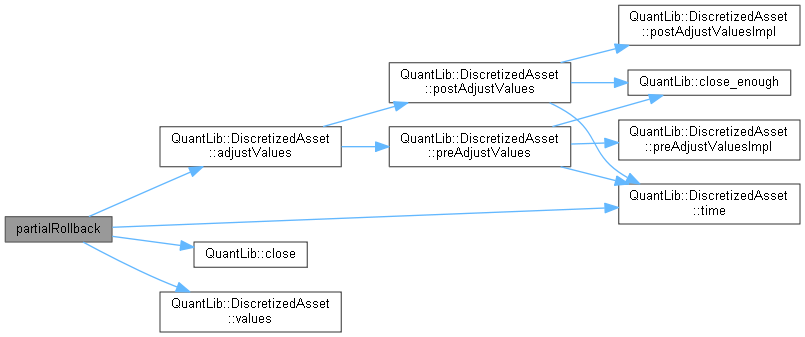 partialRollback
QuantLib::DiscretizedAsset
::adjustValues
QuantLib::DiscretizedAsset
::postAdjustValues
QuantLib::DiscretizedAsset
::postAdjustValuesImpl
QuantLib::close_enough
QuantLib::DiscretizedAsset
::preAdjustValues
QuantLib::DiscretizedAsset
::preAdjustValuesImpl
QuantLib::DiscretizedAsset
::time
QuantLib::close
QuantLib::DiscretizedAsset
::values